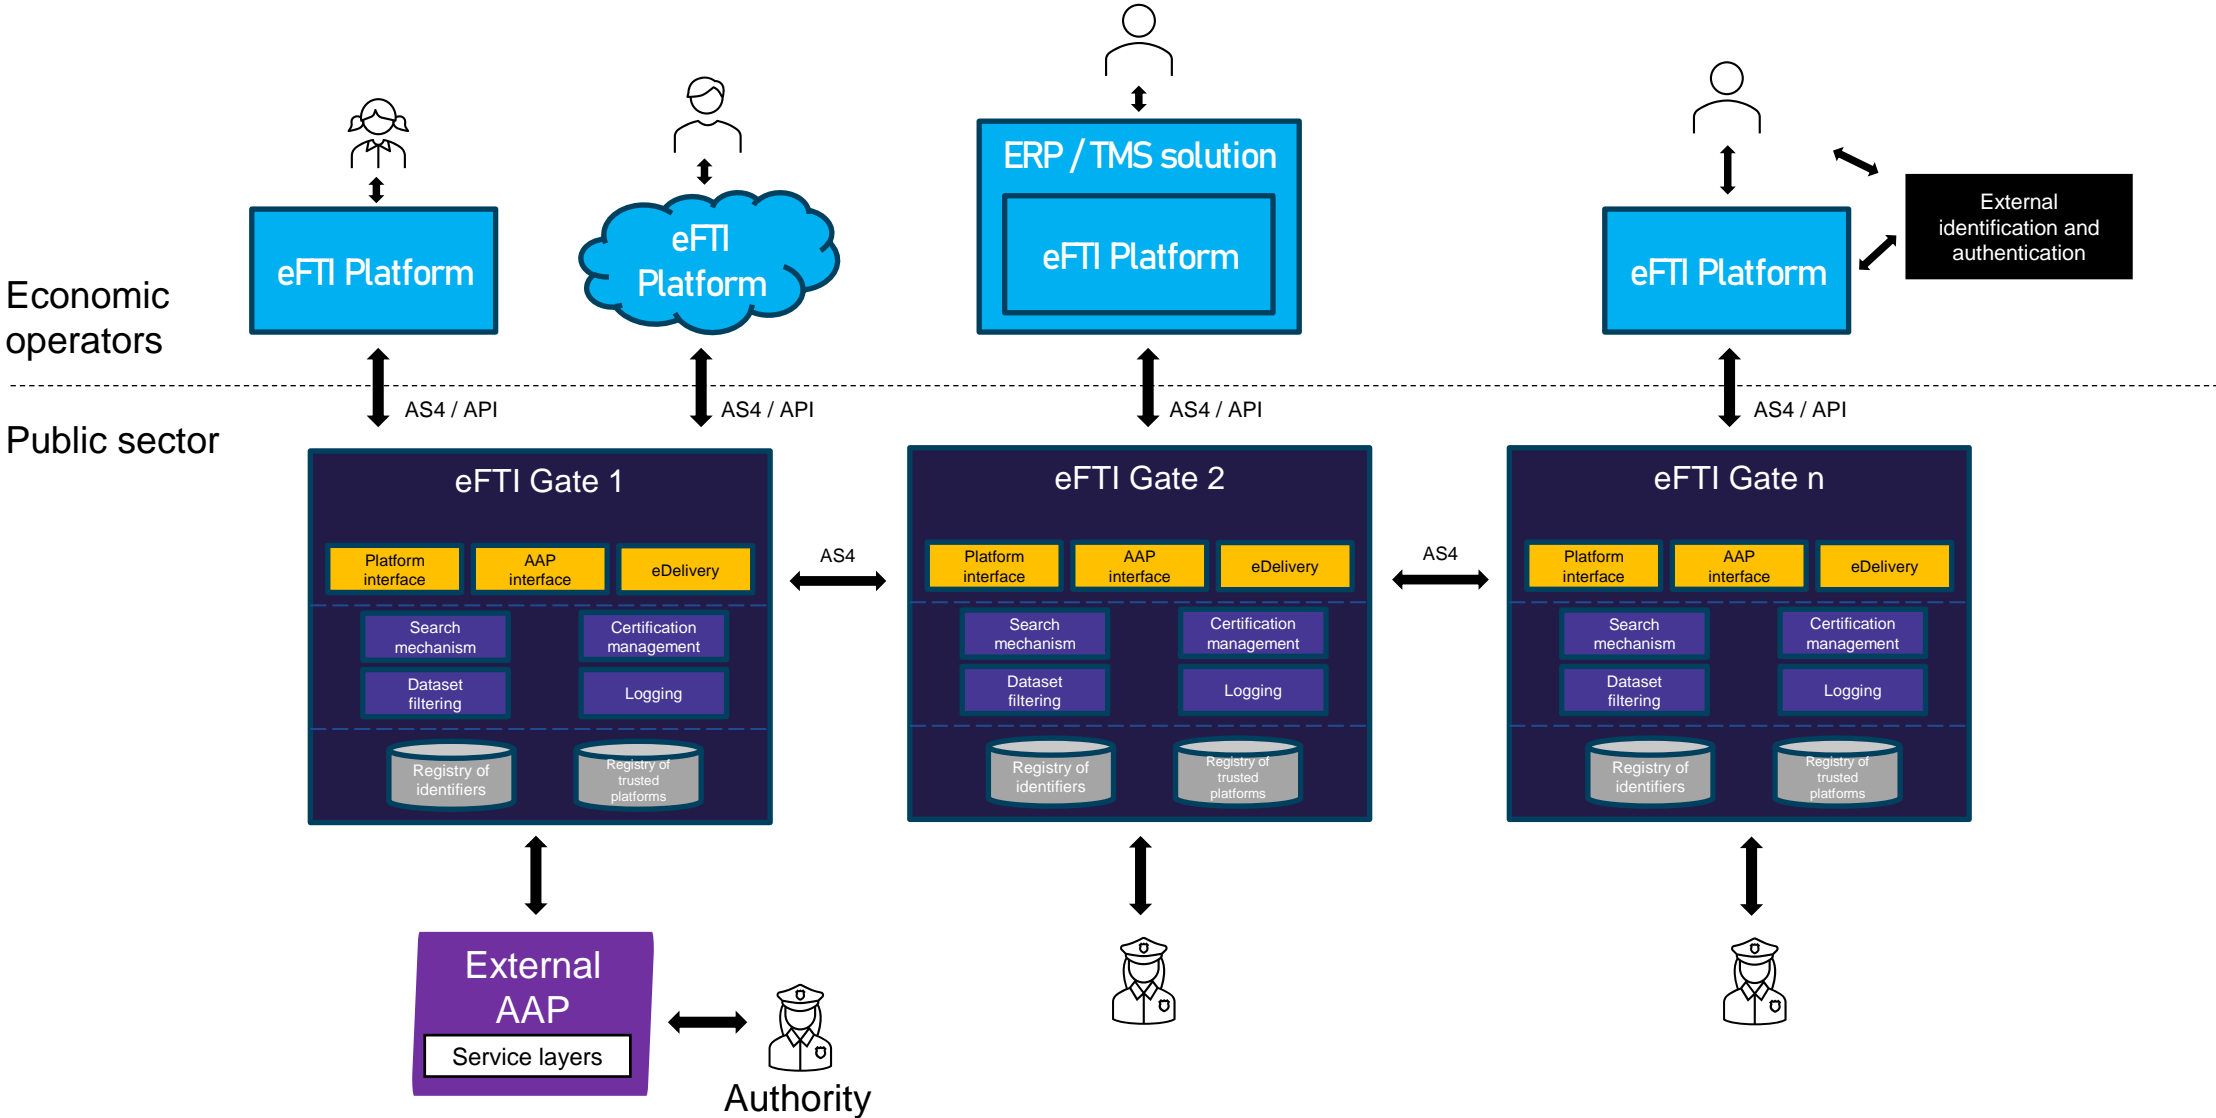 ERP / TMS solution
eFTI Platform
eFTI Platform
eFTI
Platform
eFTI Platform
External
identification and
authentication
Economic
operators
AS4 / API
AS4 / API
AS4 / API
AS4 / API
Public sector
eFTI Gate 1
Platform
interface
AAP
interface
eDelivery
Search
mechanism
Certification
management
Dataset
filtering
Logging
Registry of
identifiers
Registry of
trusted
platforms
AS4
eFTI Gate 2
Platform
interface
AAP
interface
eDelivery
Search
mechanism
Certification
management
Dataset
filtering
Logging
Registry of
identifiers
Registry of
trusted
platforms
AS4
eFTI Gate n
Platform
interface
AAP
interface
eDelivery
Search
mechanism
Certification
management
Dataset
filtering
Logging
Registry of
identifiers
Registry of
trusted
platforms
External
AAP
Service layers
Authority